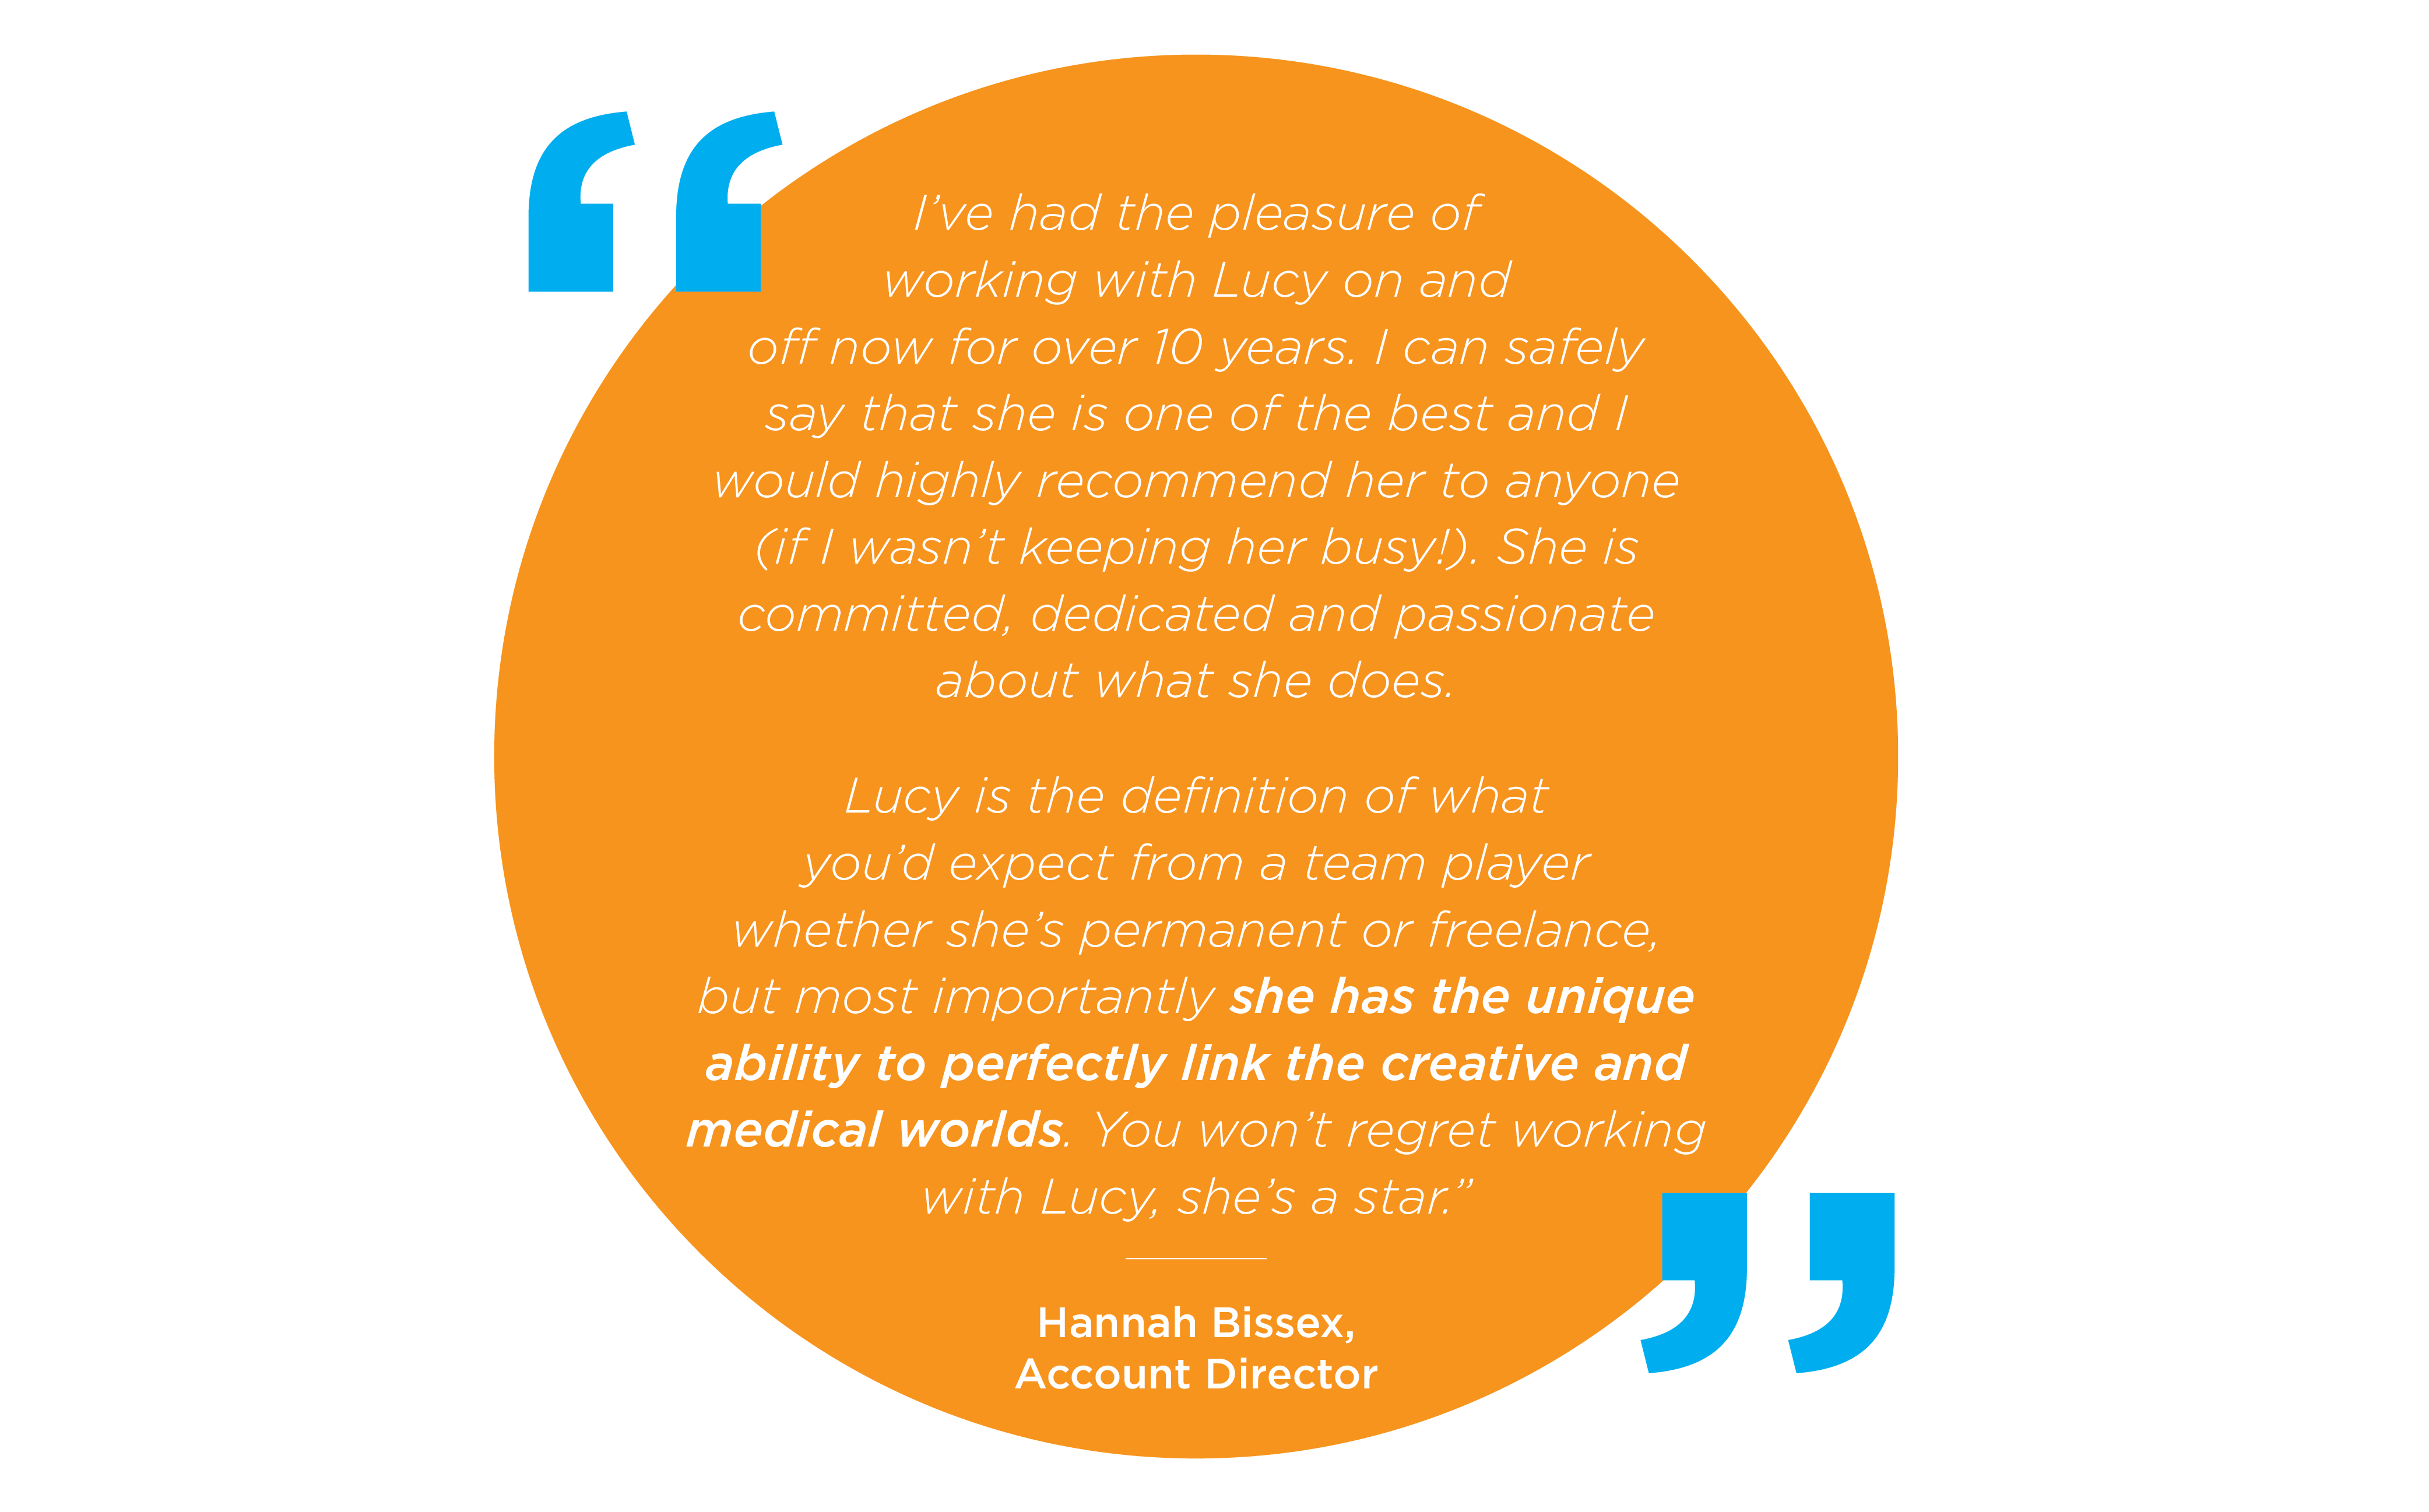 I’ve had the pleasure of
working with Lucy on and
off now for over 10 years. I can safely
say that she is one of the best and I
would highly recommend her to anyone
(if I wasn’t keeping her busy!). She is
committed, dedicated and passionate
about what she does.
Lucy is the definition of what
you’d expect from a team player
whether she’s permanent or freelance,
but most importantly she has the unique
ability to perfectly link the creative and
medical worlds. You won’t regret working
with Lucy, she’s a star.”
Hannah Bissex,
Account Director